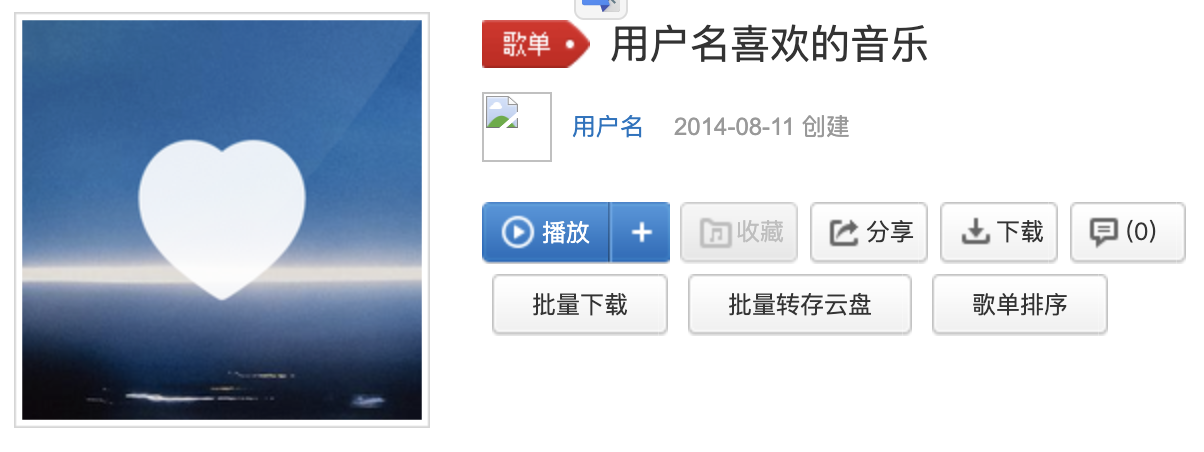 歌单 用户名喜欢的音乐
用户名 2014-08-11 创建
播放 + 收藏 分享 下载 (0)
批量下载 批量转存云盘 歌单排序